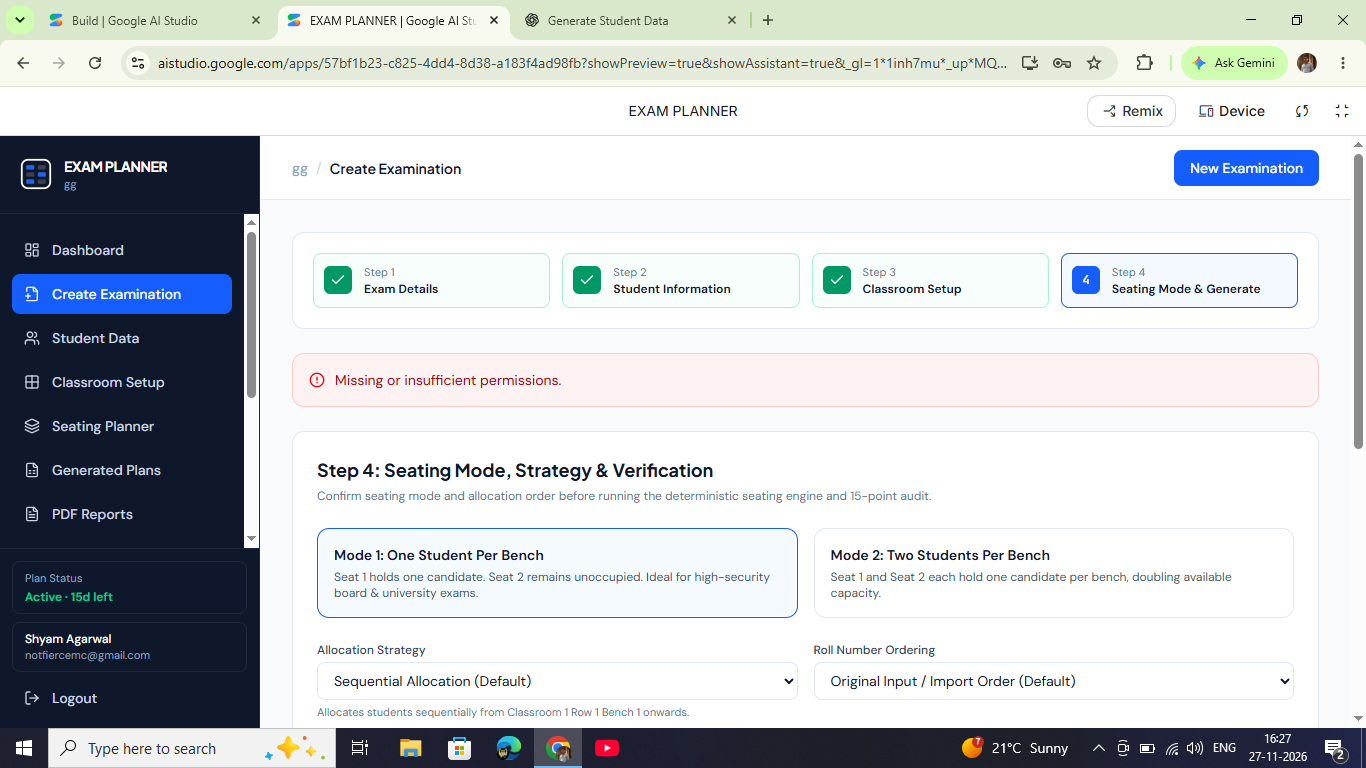 Build | Google AI Studio
EXAM PLANNER | Google AI Stu
Generate Student Data
aistudio.google.com/apps/57bf1b23-c825-4dd4-8d38-a183f4ad98fb?showPreview=true&showAssistant=true&_gl=1*1inh7mu*_up*MQ...
Ask Gemini
EXAM PLANNER
Remix
Device
EXAM PLANNER
gg
Dashboard
Create Examination
Student Data
Classroom Setup
Seating Planner
Generated Plans
PDF Reports
Plan Status
Active · 15d left
Shyam Agarwal
notfiercemc@gmail.com
Logout
gg / Create Examination
New Examination
Step 1
Exam Details
Step 2
Student Information
Step 3
Classroom Setup
4
Step 4
Seating Mode & Generate
Missing or insufficient permissions.
Step 4: Seating Mode, Strategy & Verification
Confirm seating mode and allocation order before running the deterministic seating engine and 15-point audit.
Mode 1: One Student Per Bench
Seat 1 holds one candidate. Seat 2 remains unoccupied. Ideal for high-security
board & university exams.
Mode 2: Two Students Per Bench
Seat 1 and Seat 2 each hold one candidate per bench, doubling available
capacity.
Allocation Strategy
Sequential Allocation (Default)
Allocates students sequentially from Classroom 1 Row 1 Bench 1 onwards.
Roll Number Ordering
Original Input / Import Order (Default)
Type here to search
7
21°C Sunny
ENG
16:27
27-11-2026
2